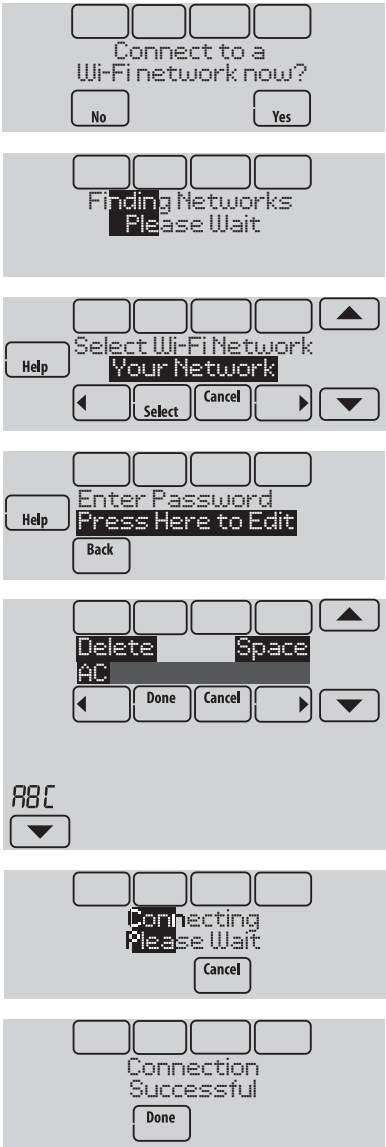 Connect to a
Wi-Fi network now?
No Yes
Finding Networks
Please Wait
Select Wi-Fi Network
Help Your Network
Select Cancel
Enter Password
Help Press Here to Edit
Back
Delete Space
AC
Done Cancel
ABC
Connecting
Please Wait
Cancel
Connection
Successful
Done